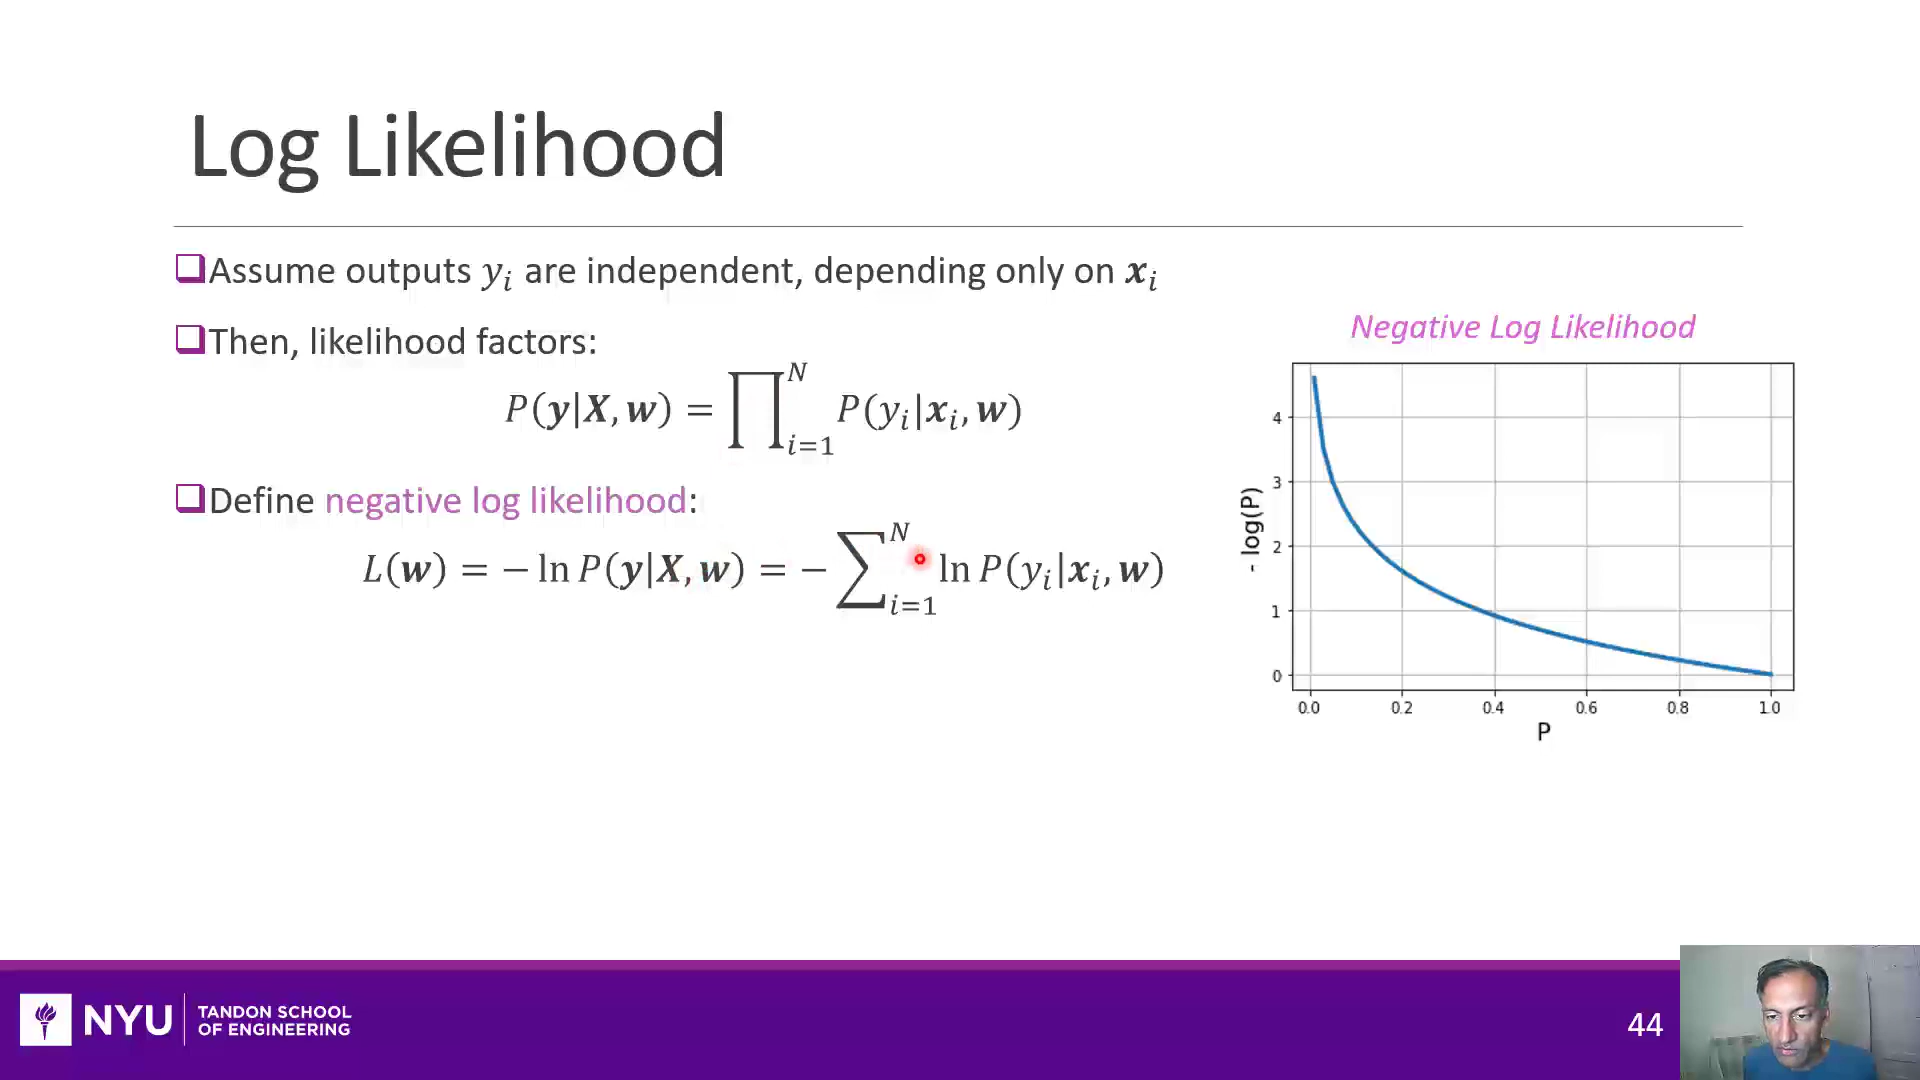 Log Likelihood
❑Assume outputs 𝑦ᵢ are independent, depending only on 𝒙ᵢ
❑Then, likelihood factors:
P(𝒚|𝑿, 𝒘) = ∏ᵢ₌₁ᴺ P(yᵢ|𝒙ᵢ, 𝒘)
❑Define negative log likelihood:
L(𝒘) = − ln P(𝒚|𝑿, 𝒘) = − ∑ᵢ₌₁ᴺ ln P(yᵢ|𝒙ᵢ, 𝒘)
Negative Log Likelihood
4
3
2
1
0
- log(P)
0.0 0.2 0.4 0.6 0.8 1.0
P
NYU
TANDON SCHOOL
OF ENGINEERING
44